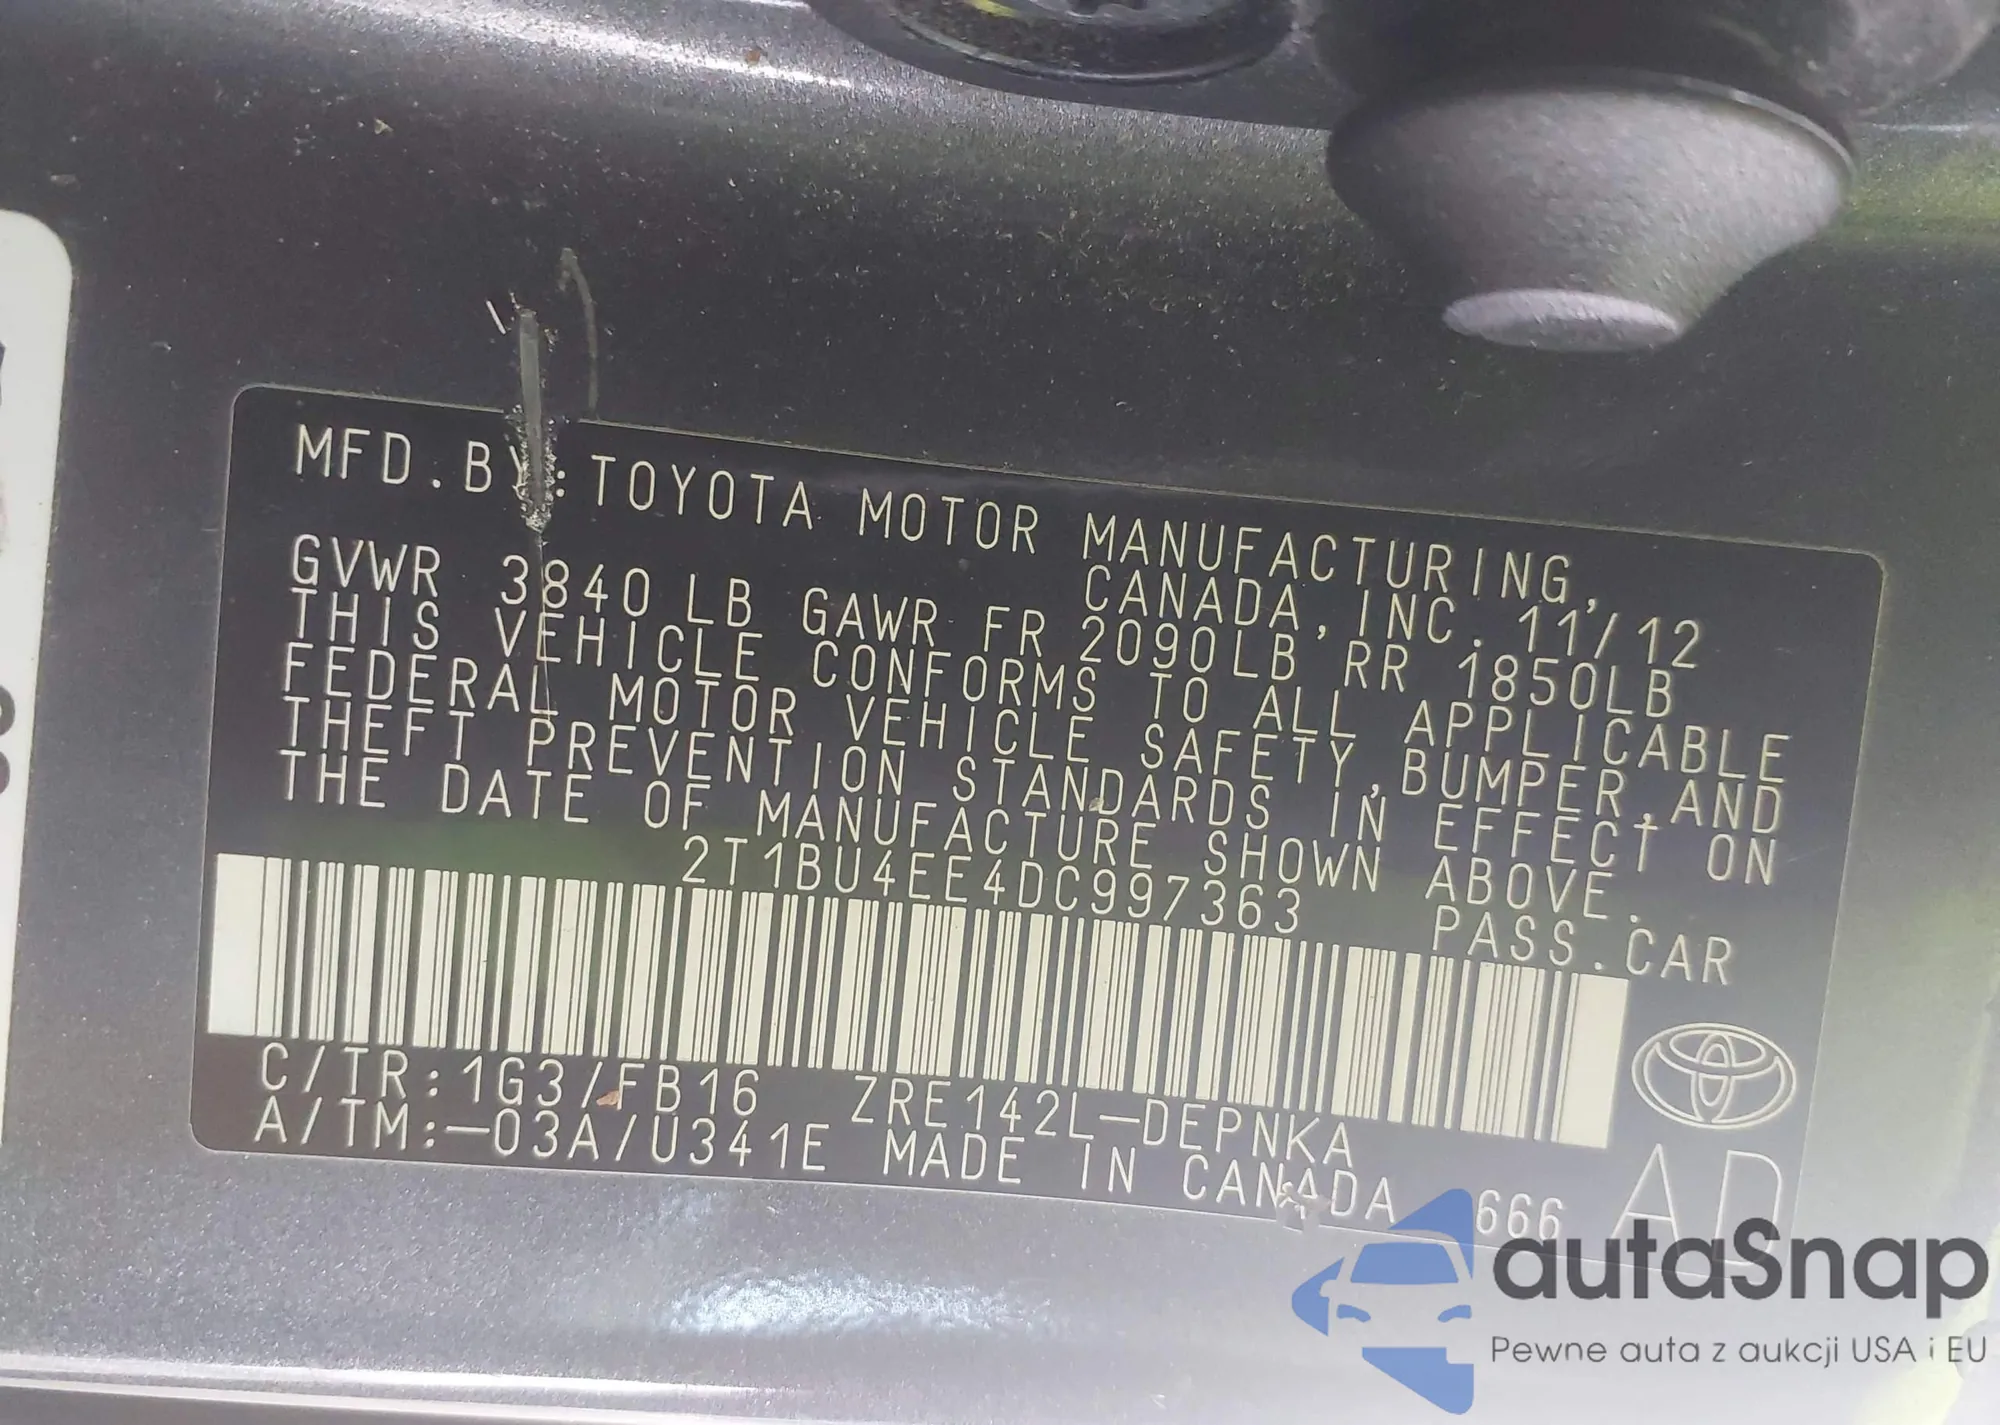 MFD.BY:TOYOTA MOTOR MANUFACTURING,
CANADA,INC. 11/12
GVWR 3840LB GAWR FR 2090LB RR 1850LB
THIS VEHICLE CONFORMS TO ALL APPLICABLE
FEDERAL MOTOR VEHICLE SAFETY,BUMPER,AND
THEFT PREVENTION STANDARDS IN EFFECT ON
THE DATE OF MANUFACTURE SHOWN ABOVE.
2T1BU4EE4DC997363 PASS.CAR
C/TR:1G3/FB16 ZRE142L-DEPNKA
A/TM:-03A/U341E MADE IN CANADA 666 AD
autaSnap
Pewne auta z aukcji USA i EU